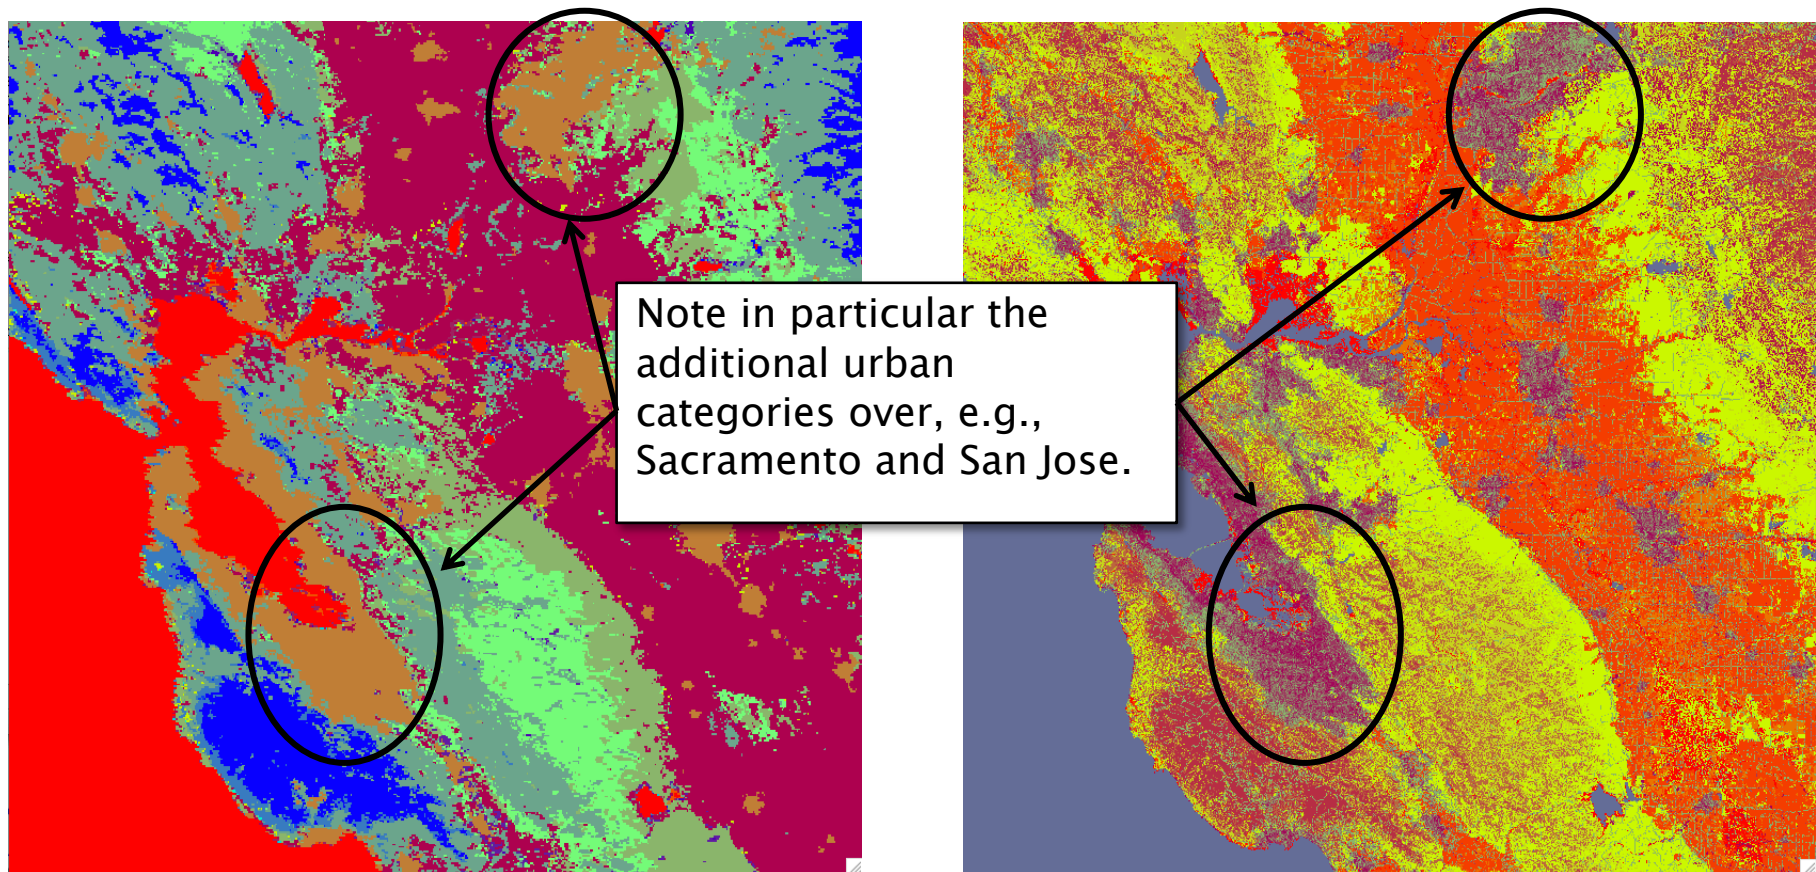 Note in particular the
additional urban
categories over, e.g.,
Sacramento and San Jose.